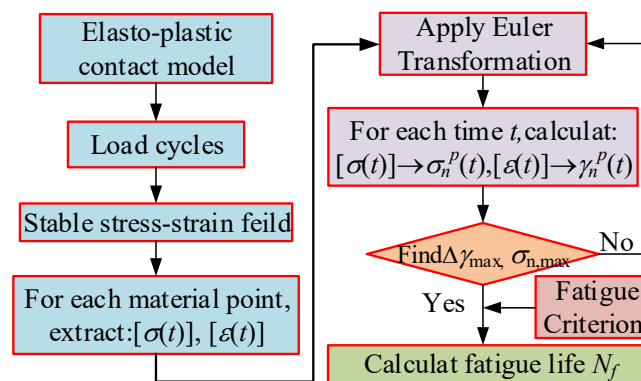 Elasto-plastic
contact model
Load cycles
Stable stress-strain feild
For each material point,
extract:[σ(t)], [ε(t)]
Apply Euler
Transformation
For each time t,calculat:
[σ(t)]→σₙᵖ(t),[ε(t)]→γₙᵖ(t)
FindΔγmax, σn,max
No
Yes
Fatigue
Criterion
Calculat fatigue life Nf